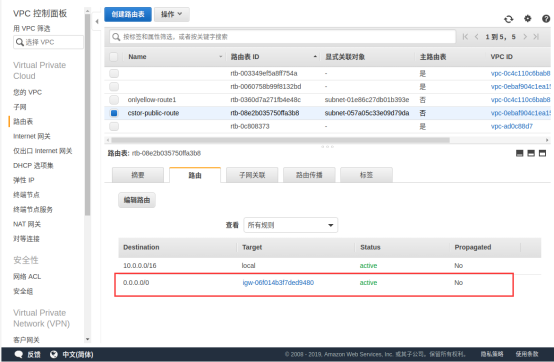 VPC 控制面板
用 VPC 筛选
选择 VPC
Virtual Private
Cloud
您的 VPC
子网
路由表
Internet 网关
仅出口 Internet 网关
DHCP 选项集
弹性 IP
终端节点
终端节点服务
NAT 网关
对等连接
安全性
网络 ACL
安全组
Virtual Private
Network (VPN)
客户网关
创建路由表 操作
按标签和属性筛选，或者按关键字搜索
1 到 5， 5
Name 路由表 ID 显式关联对象 主路由表 VPC ID
rtb-003349ef5a8ff754a - 是 vpc-0c4c110c6bab8
rtb-0060758b99f8132bd - 是 vpc-0ebaf904c1ea15
onlyellow-route1 rtb-0360d7a271fb4e48c subnet-01e86c27db01b393e 否 vpc-0c4c110c6bab8
cstor-public-route rtb-08e2b035750ffa3b8 subnet-057a05c33e09d79da 否 vpc-0ebaf904c1ea15
rtb-0c808373 - 是 vpc-ad0c88d7
路由表: rtb-08e2b035750ffa3b8
摘要 路由 子网关联 路由传播 标签
编辑路由
查看 所有规则
Destination Target Status Propagated
10.0.0.0/16 local active No
0.0.0.0/0 igw-06f014b3f7ded9480 active No
反馈 中文(简体) © 2008 - 2019, Amazon Web Services, Inc. 或其子公司。保留所有权利。 隐私策略 使用条款